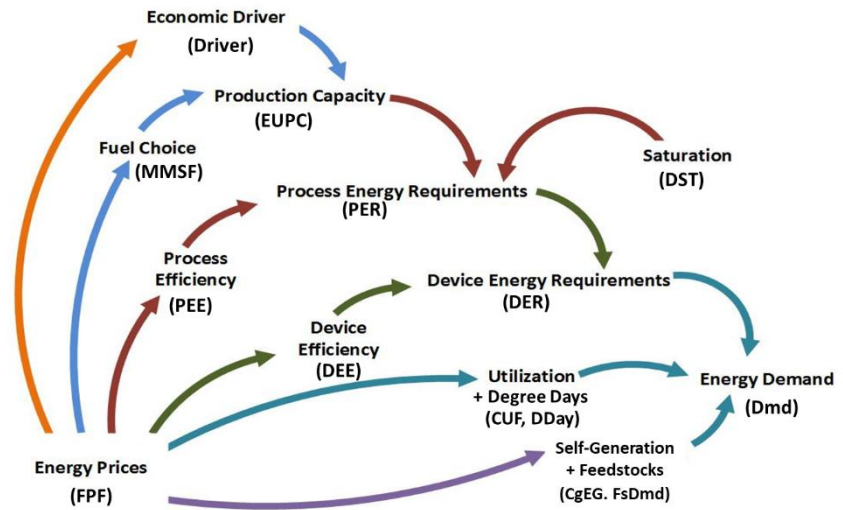 Economic Driver
(Driver)
Production Capacity
(EUPC)
Fuel Choice
(MMSF)
Saturation
(DST)
Process Energy Requirements
(PER)
Process
Efficiency
(PEE)
Device Energy Requirements
(DER)
Device
Efficiency
(DEE)
Utilization
+ Degree Days
(CUF, DDay)
Energy Demand
(Dmd)
Self-Generation
+ Feedstocks
(CgEG. FsDmd)
Energy Prices
(FPF)